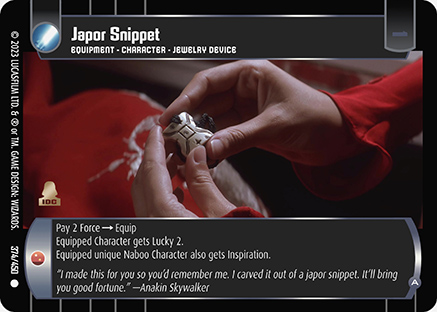 Japor Snippet
EQUIPMENT • CHARACTER • JEWELRY DEVICE
© 2023 LUCASFILM LTD. & ® OR TM. GAME DESIGN: WIZARDS.
374/450
IDC
Pay 2 Force → Equip
Equipped Character gets Lucky 2.
Equipped unique Naboo Character also gets Inspiration.
"I made this for you so you'd remember me. I carved it out of a japor snippet. It'll bring
you good fortune." —Anakin Skywalker
A